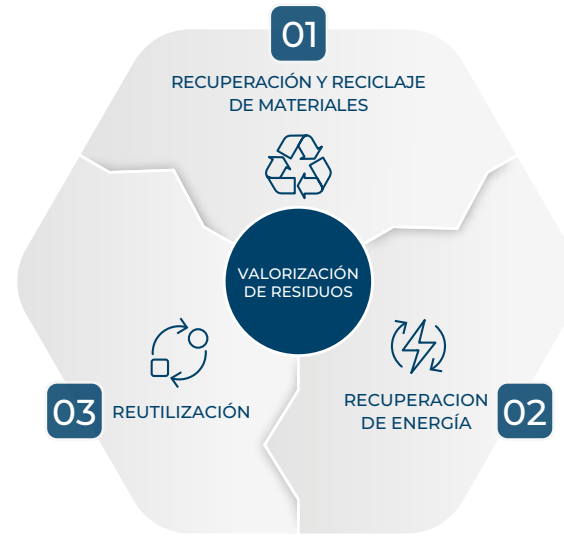 01
RECUPERACIÓN Y RECICLAJE
DE MATERIALES
VALORIZACIÓN
DE RESIDUOS
RECUPERACION
DE ENERGÍA
02
03
REUTILIZACIÓN